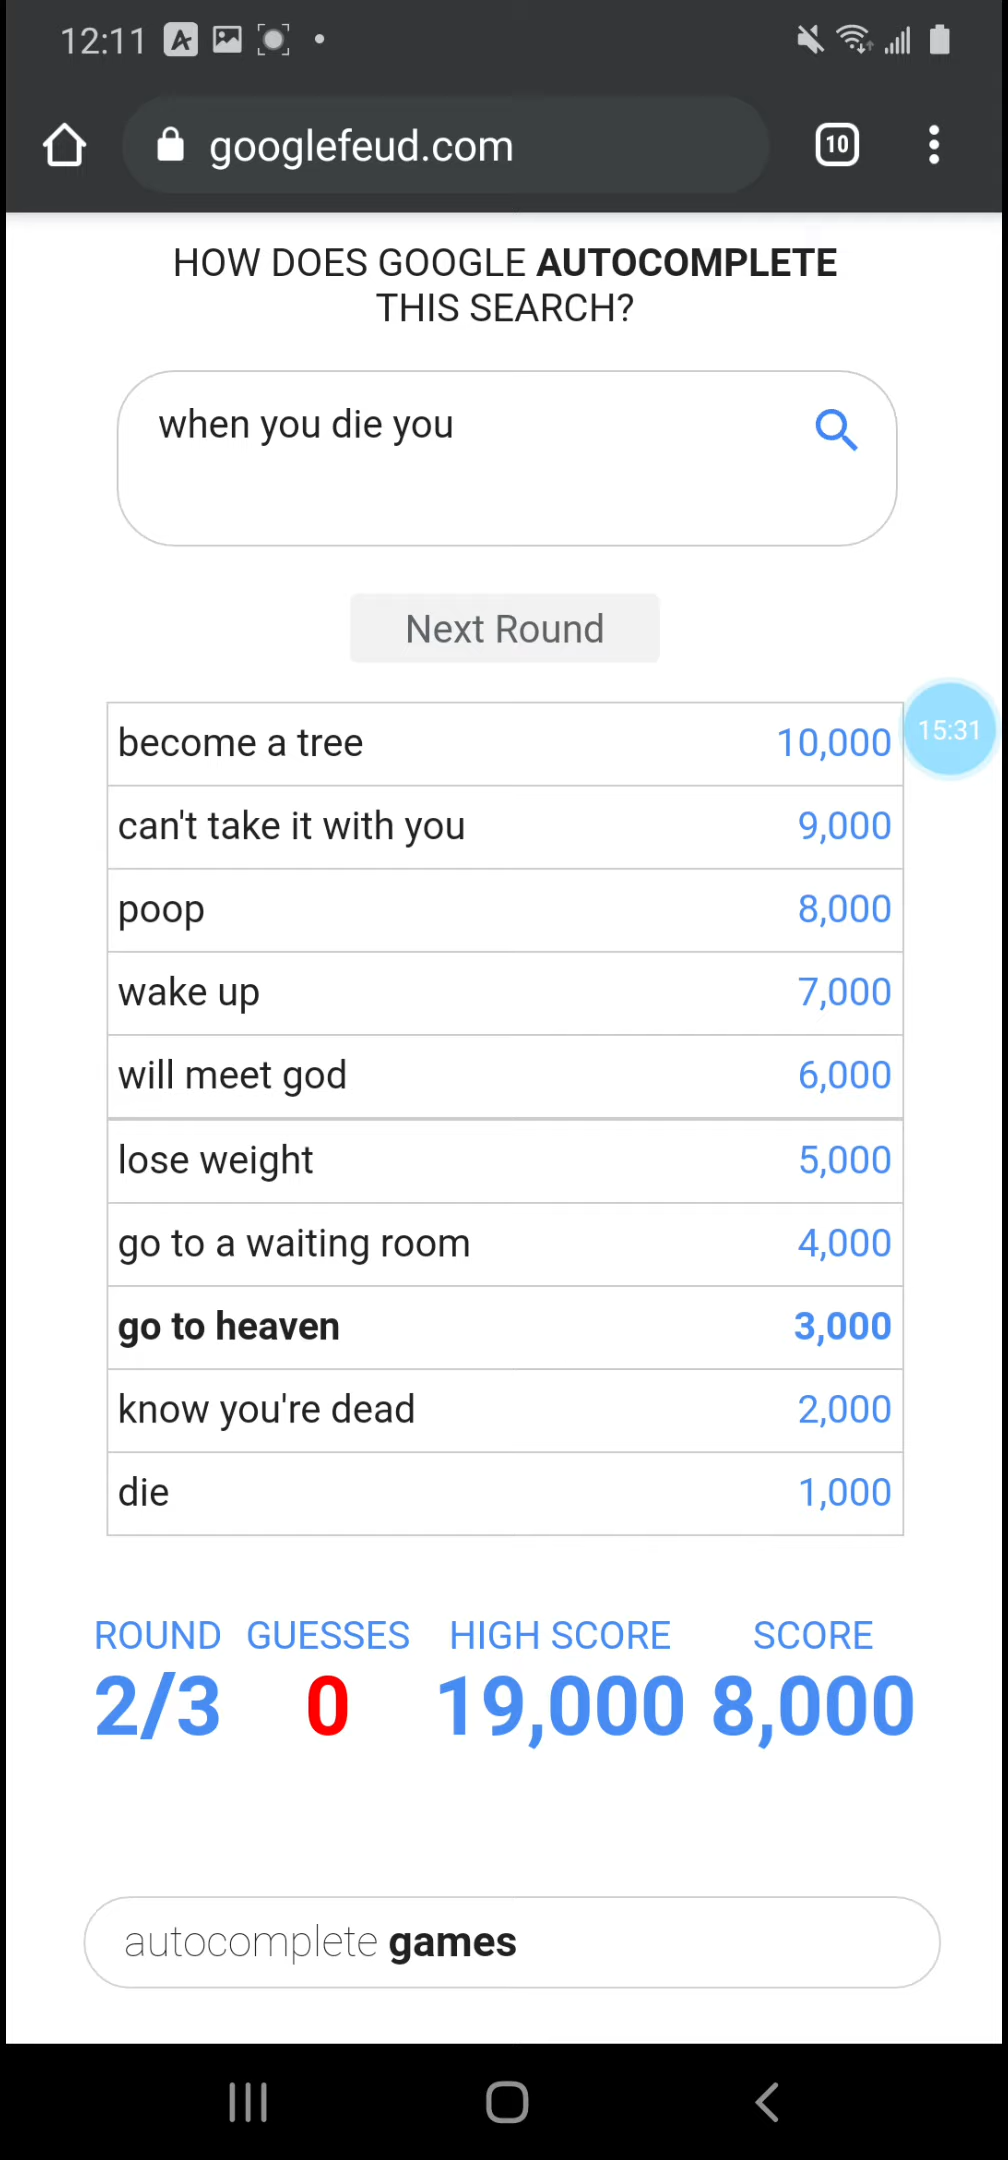 12:11
googlefeud.com
10
HOW DOES GOOGLE AUTOCOMPLETE
THIS SEARCH?
when you die you
Next Round
become a tree 10,000
15:31
can't take it with you 9,000
poop 8,000
wake up 7,000
will meet god 6,000
lose weight 5,000
go to a waiting room 4,000
go to heaven 3,000
know you're dead 2,000
die 1,000
ROUND GUESSES HIGH SCORE SCORE
2/3 0 19,000 8,000
autocomplete games